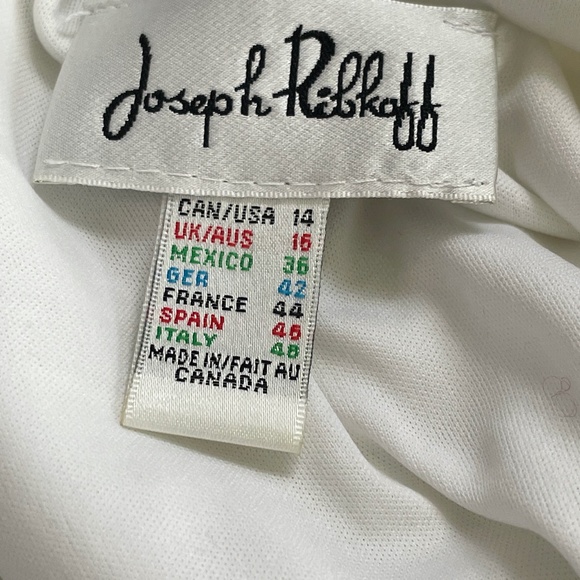 Joseph Ribkoff
CAN/USA 14
UK/AUS 16
MEXICO 36
GER 42
FRANCE 44
SPAIN 46
ITALY 48
MADE IN/FAIT AU
CANADA